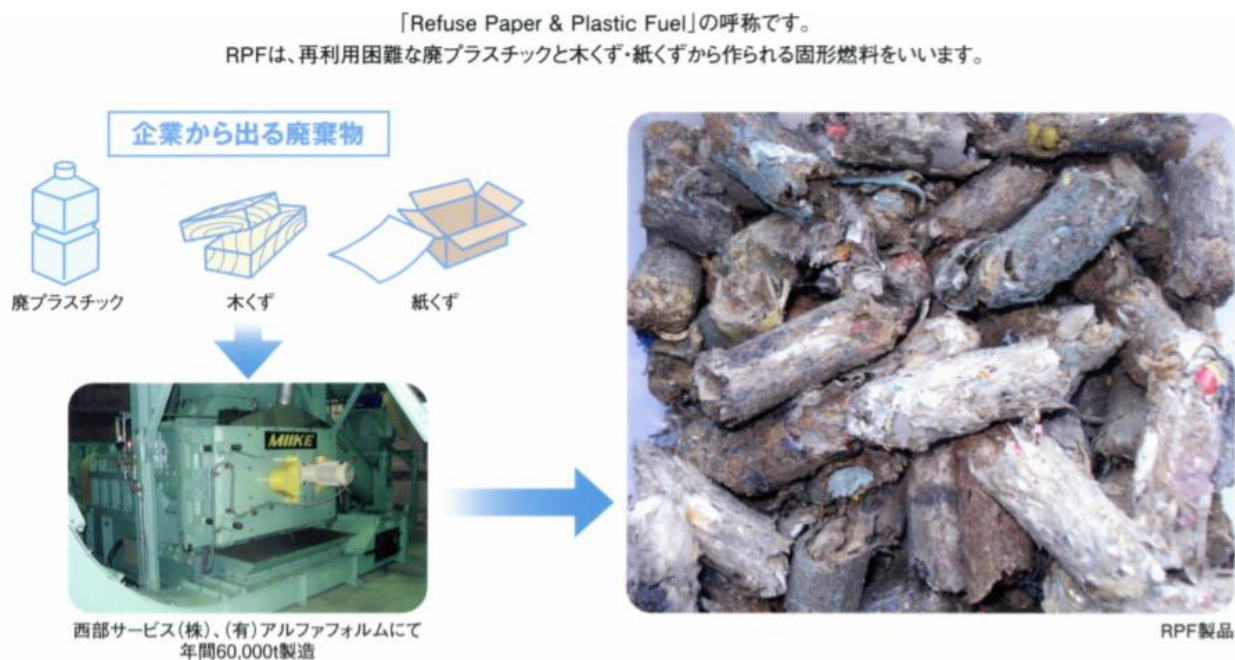 「Refuse Paper & Plastic Fuel」の呼称です。
RPFは、再利用困難な廃プラスチックと木くず・紙くずから作られる固形燃料をいいます。
企業から出る廃棄物
廃プラスチック
木くず
紙くず
MIIKE
西部サービス(株)、(有)アルファフォルムにて
年間60,000t製造
RPF製品